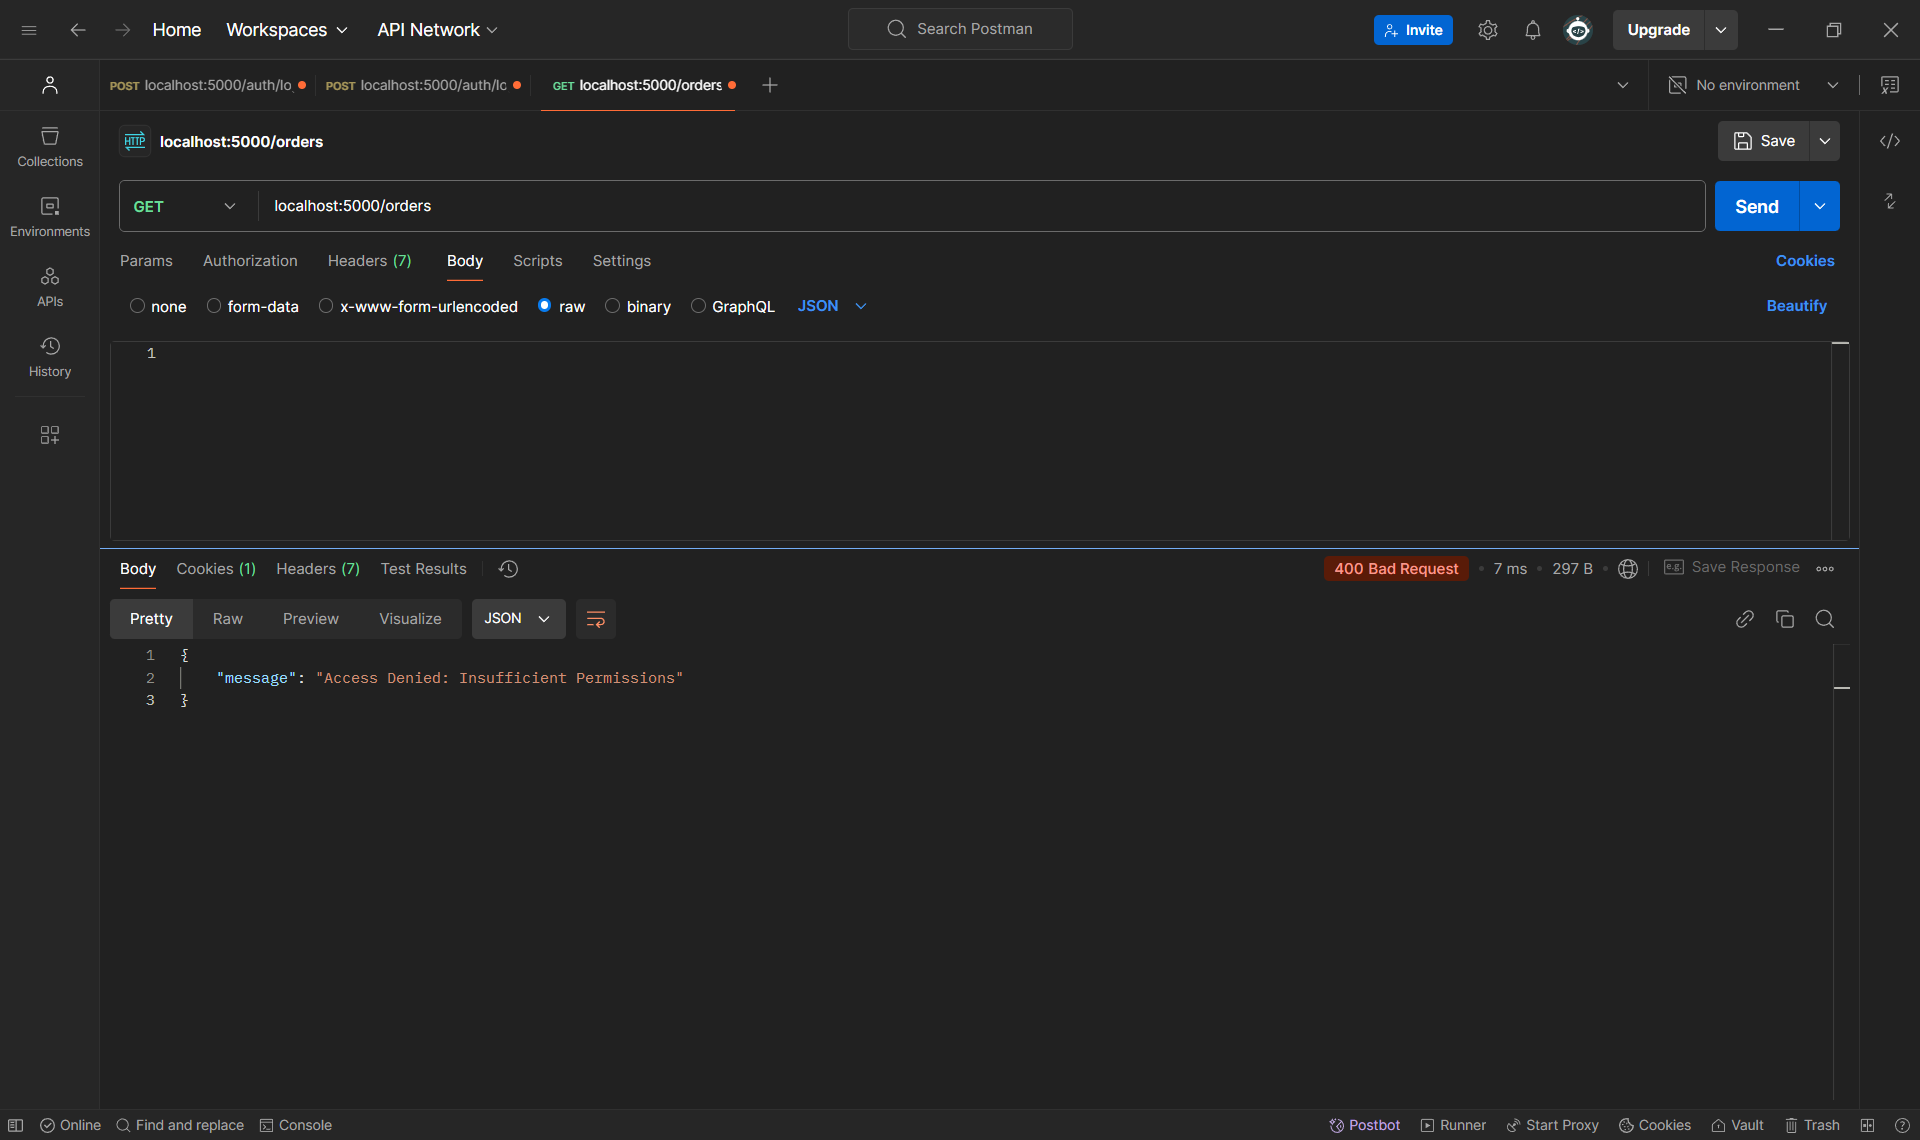 Home Workspaces API Network Search Postman Invite Upgrade
POST localhost:5000/auth/lo POST localhost:5000/auth/lo GET localhost:5000/orders No environment
HTTP localhost:5000/orders Save
Collections
Environments
APIs
History
GET localhost:5000/orders Send
Params Authorization Headers (7) Body Scripts Settings Cookies
none form-data x-www-form-urlencoded raw binary GraphQL JSON Beautify
1
Body Cookies (1) Headers (7) Test Results 400 Bad Request 7 ms 297 B e.g. Save Response
Pretty Raw Preview Visualize JSON
1 {
2 "message": "Access Denied: Insufficient Permissions"
3 }
Online Find and replace Console Postbot Runner Start Proxy Cookies Vault Trash